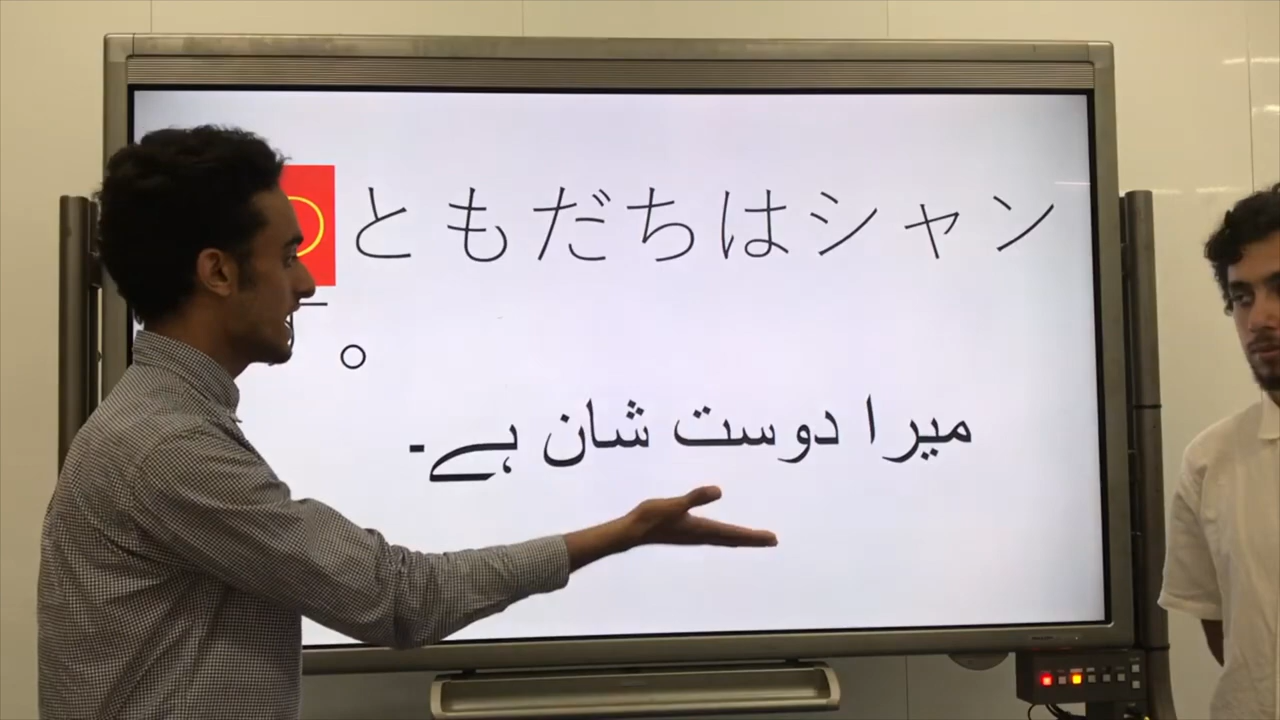 ともだちはシャン
。
میرا دوست شان ہے۔